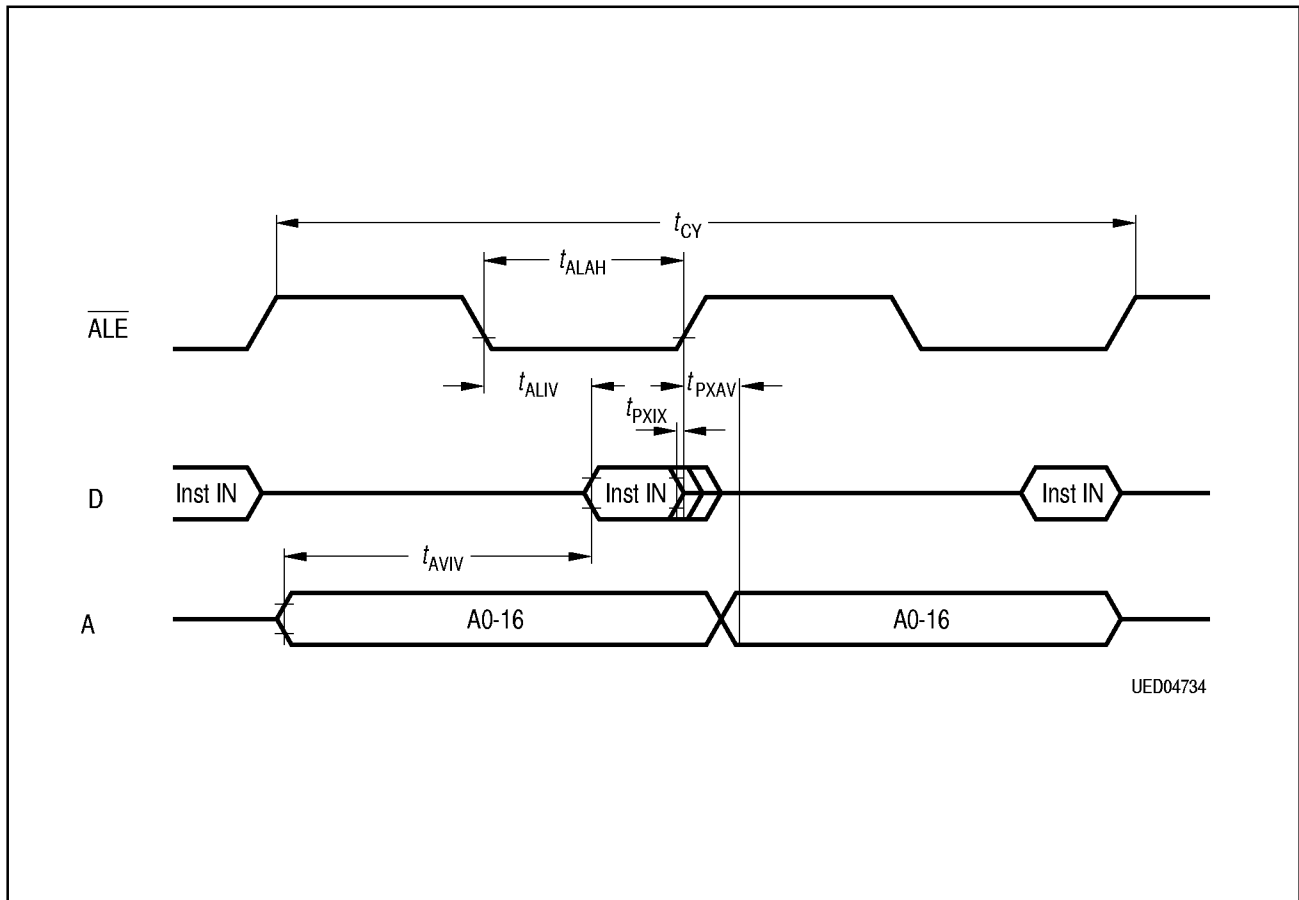 tCY
tALAH
ALE
tALIV
tPXAV
tPXIX
D
Inst IN
Inst IN
Inst IN
tAVIV
A
A0-16
A0-16
UED04734